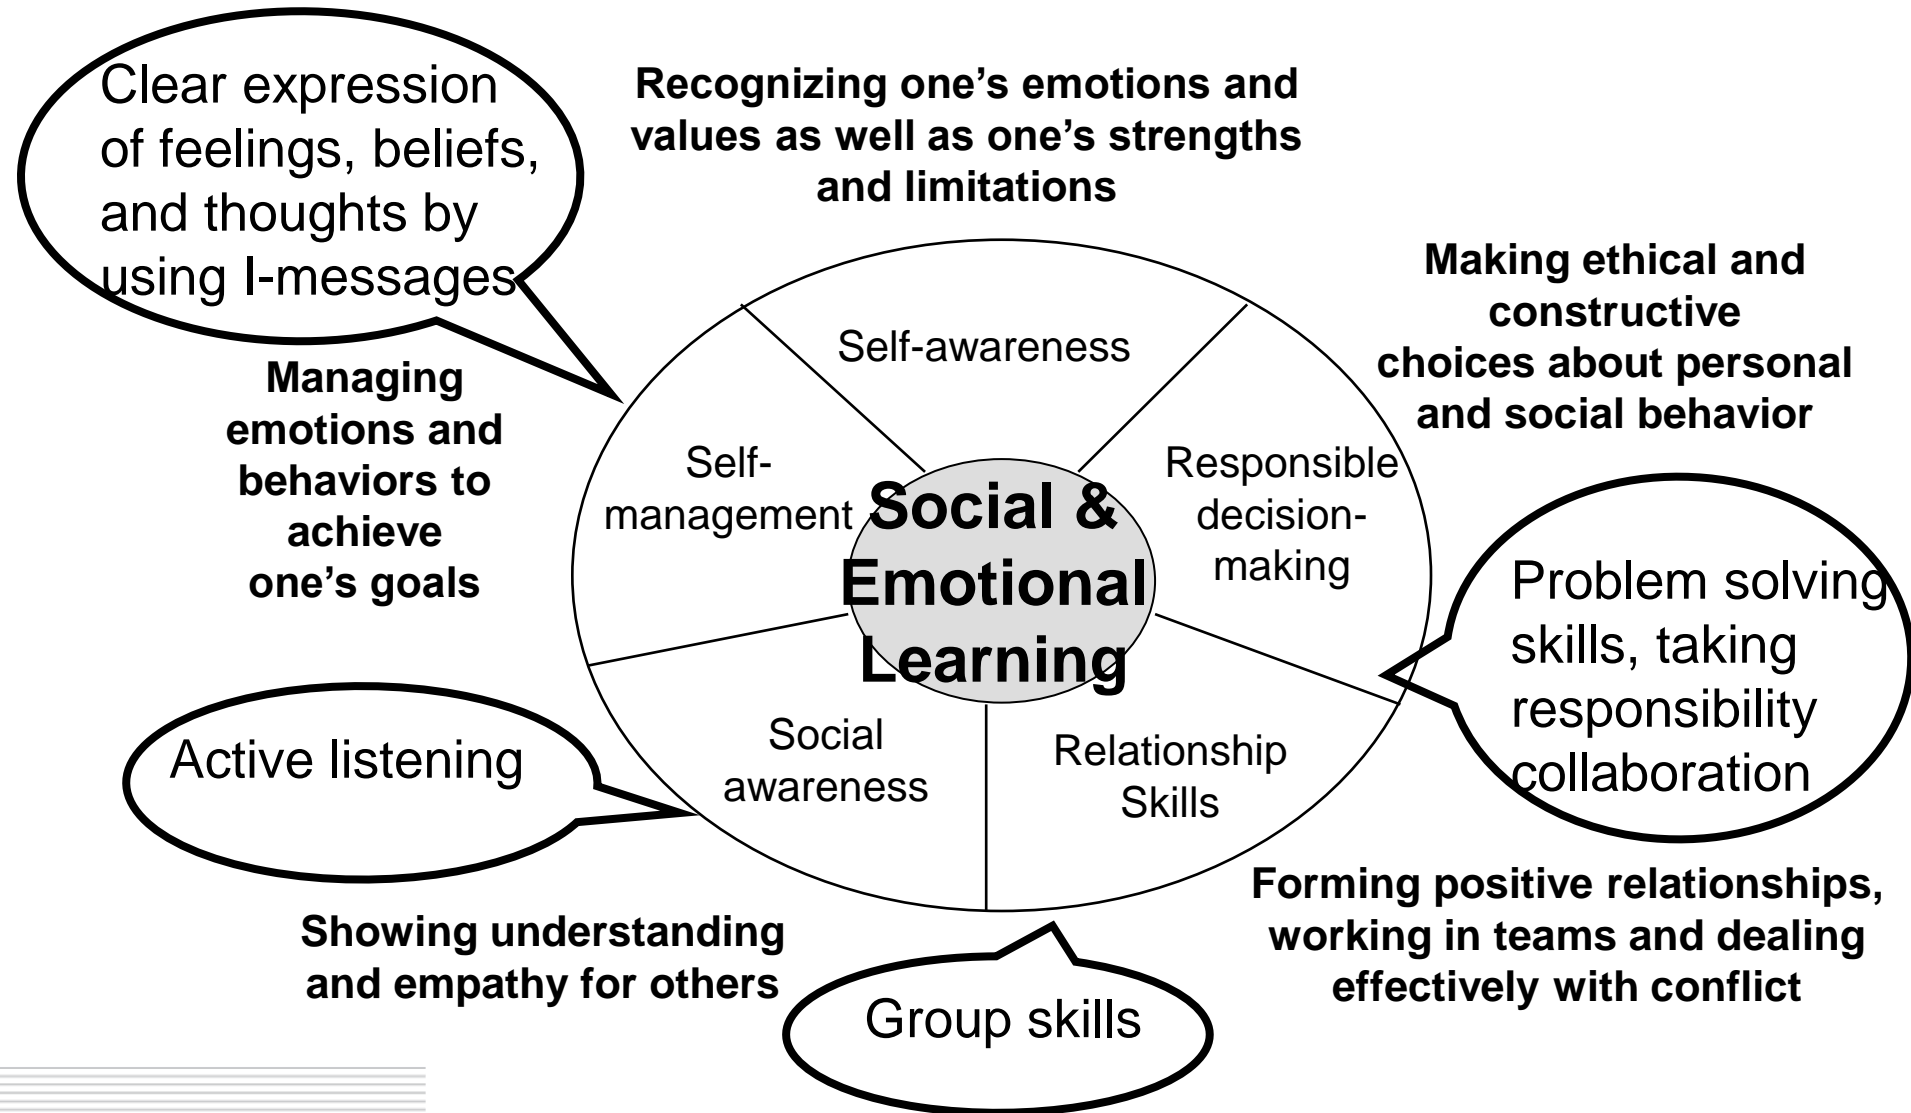 Clear expression
of feelings, beliefs,
and thoughts by
using I-messages
Recognizing one’s emotions and
values as well as one’s strengths
and limitations
Making ethical and
constructive
choices about personal
and social behavior
Managing
emotions and
behaviors to
achieve
one’s goals
Self-awareness
Self-
management
Responsible
decision-
making
Social &
Emotional
Learning
Problem solving
skills, taking
responsibility
collaboration
Active listening
Social
awareness
Relationship
Skills
Showing understanding
and empathy for others
Group skills
Forming positive relationships,
working in teams and dealing
effectively with conflict